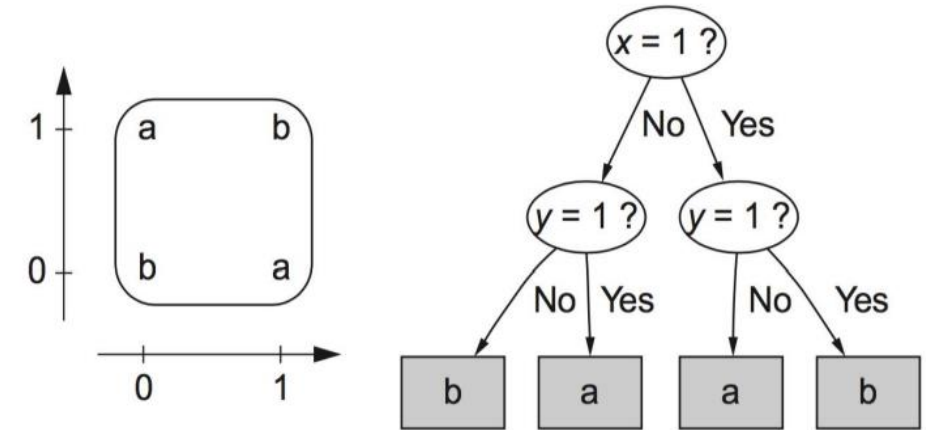 1
a b
0
b a
0 1
x = 1 ?
No Yes
y = 1 ? y = 1 ?
No Yes No Yes
b a a b